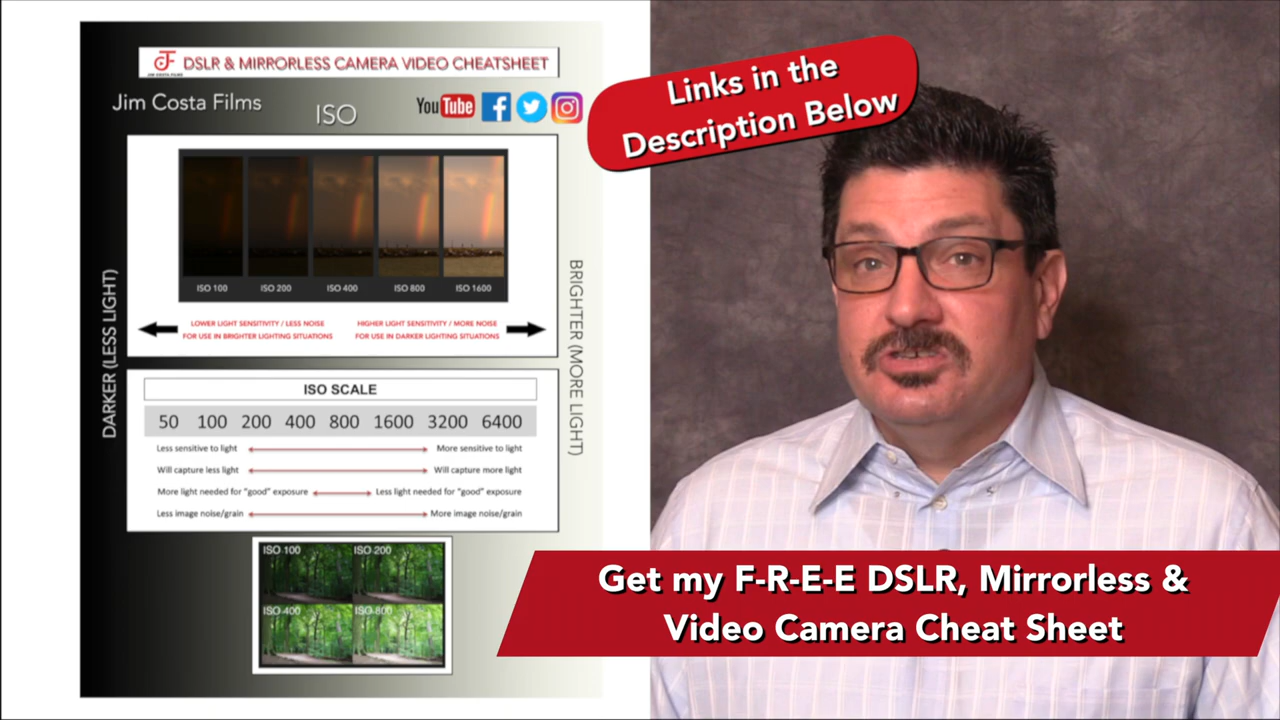 DSLR & MIRRORLESS CAMERA VIDEO CHEATSHEET
JIM COSTA FILMS
Jim Costa Films
ISO
YouTube
Links in the
Description Below
ISO 100
ISO 200
ISO 400
ISO 800
ISO 1600
LOWER LIGHT SENSITIVITY / LESS NOISE
FOR USE IN BRIGHTER LIGHTING SITUATIONS
HIGHER LIGHT SENSITIVITY / MORE NOISE
FOR USE IN DARKER LIGHTING SITUATIONS
DARKER (LESS LIGHT)
BRIGHTER (MORE LIGHT)
ISO SCALE
50 100 200 400 800 1600 3200 6400
Less sensitive to light More sensitive to light
Will capture less light Will capture more light
More light needed for "good" exposure Less light needed for "good" exposure
Less image noise/grain More image noise/grain
ISO 100 ISO 200
ISO 400 ISO 800
Get my F-R-E-E DSLR, Mirrorless &
Video Camera Cheat Sheet